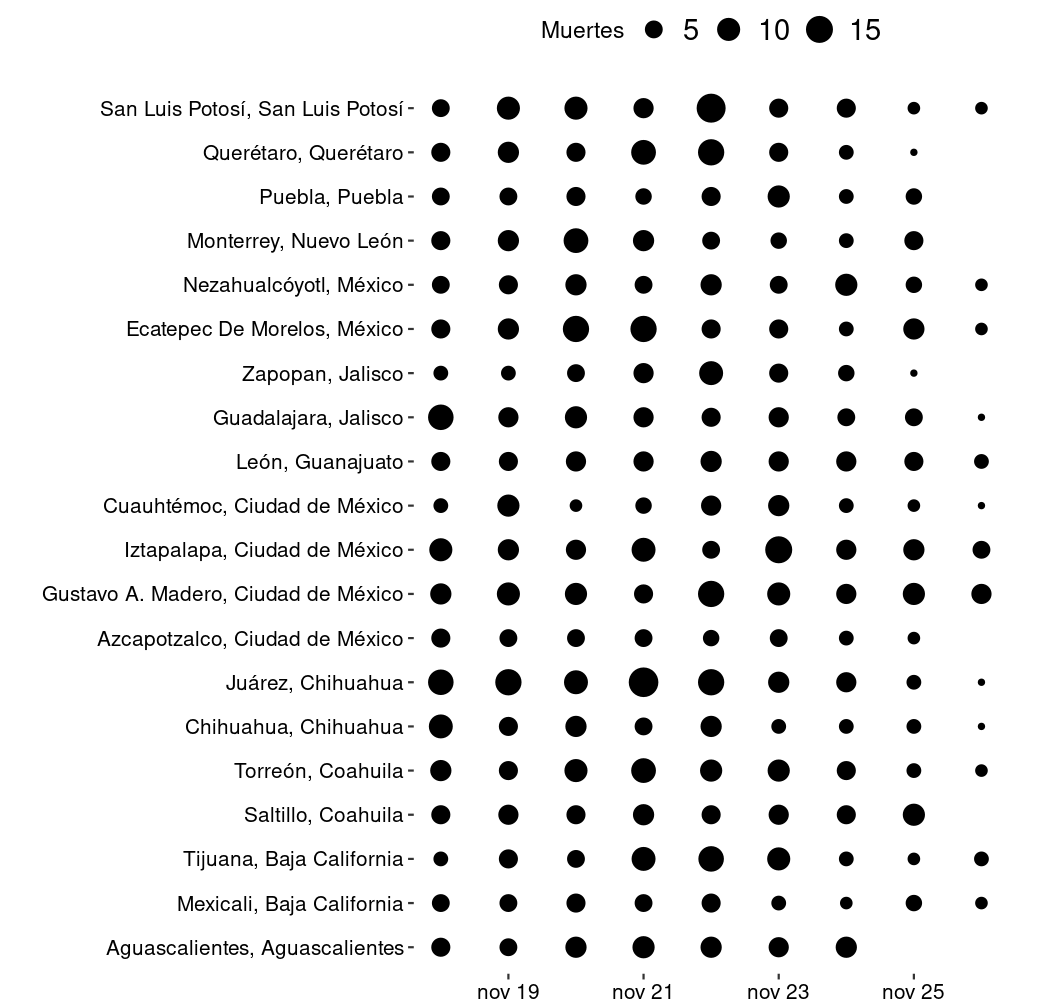 Muertes 5 10 15
San Luis Potosí, San Luis Potosí
Querétaro, Querétaro
Puebla, Puebla
Monterrey, Nuevo León
Nezahualcóyotl, México
Ecatepec De Morelos, México
Zapopan, Jalisco
Guadalajara, Jalisco
León, Guanajuato
Cuauhtémoc, Ciudad de México
Iztapalapa, Ciudad de México
Gustavo A. Madero, Ciudad de México
Azcapotzalco, Ciudad de México
Juárez, Chihuahua
Chihuahua, Chihuahua
Torreón, Coahuila
Saltillo, Coahuila
Tijuana, Baja California
Mexicali, Baja California
Aguascalientes, Aguascalientes
nov 19 nov 21 nov 23 nov 25